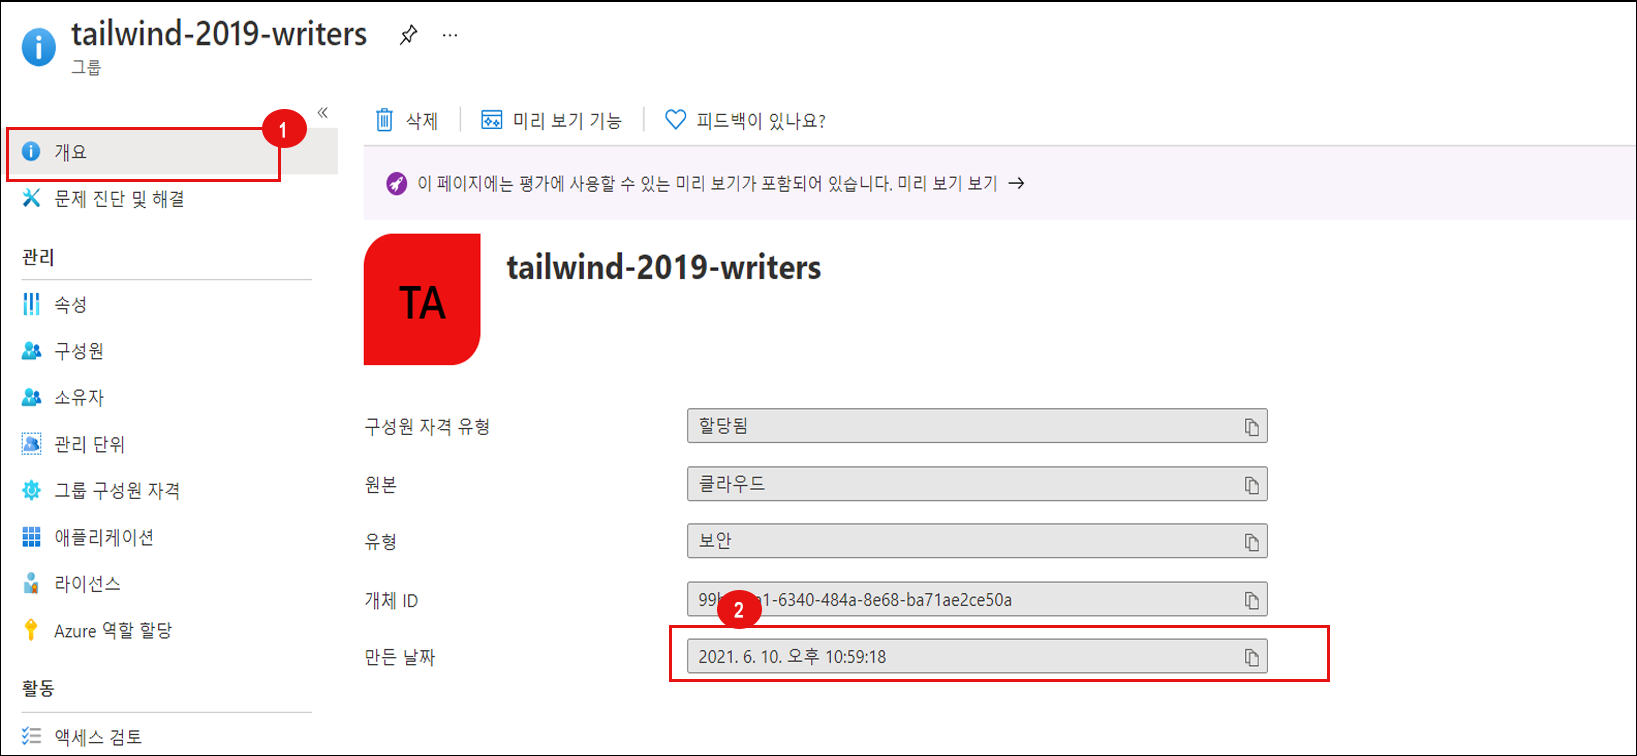 tailwind-2019-writers
그룹
1
개요
문제 진단 및 해결
관리
속성
구성원
소유자
관리 단위
그룹 구성원 자격
애플리케이션
라이선스
Azure 역할 할당
활동
액세스 검토
삭제
미리 보기 기능
피드백이 있나요?
이 페이지에는 평가에 사용할 수 있는 미리 보기가 포함되어 있습니다. 미리 보기 보기 →
TA
tailwind-2019-writers
구성원 자격 유형
할당됨
원본
클라우드
유형
보안
개체 ID
2
만든 날짜
2021. 6. 10. 오후 10:59:18